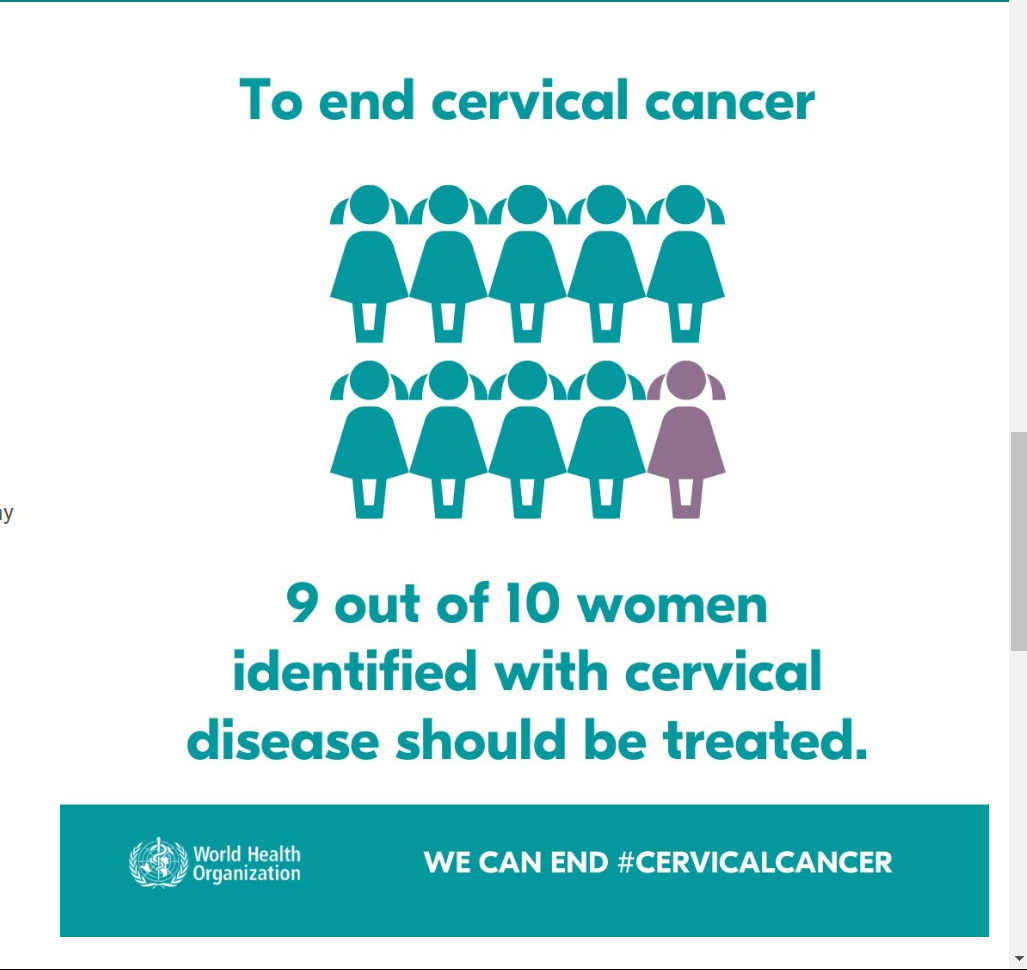 To end cervical cancer
9 out of 10 women
identified with cervical
disease should be treated.
World Health
Organization
WE CAN END #CERVICALCANCER